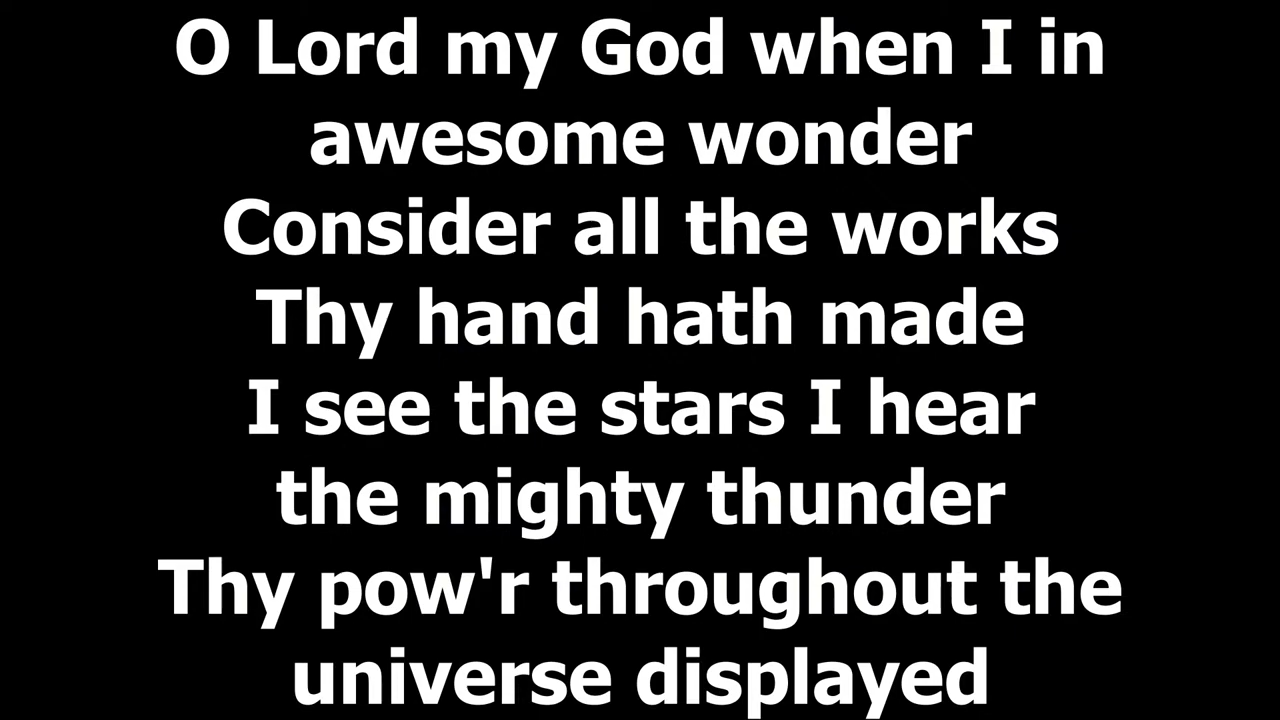 O Lord my God when I in
awesome wonder
Consider all the works
Thy hand hath made
I see the stars I hear
the mighty thunder
Thy pow'r throughout the
universe displayed